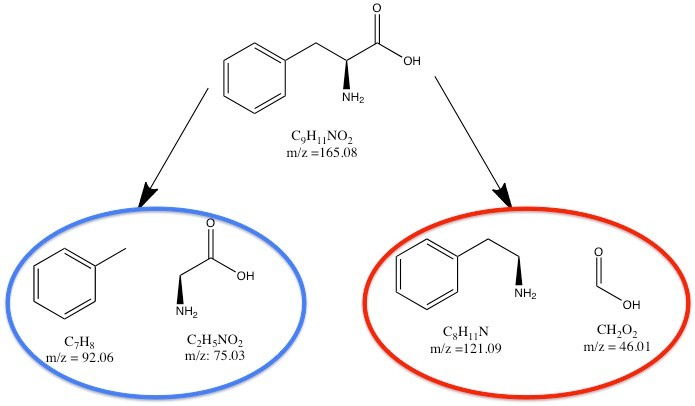 O
OH
NH₂
C₉H₁₁NO₂
m/z =165.08
O
OH
NH₂
C₇H₈
m/z = 92.06
C₂H₅NO₂
m/z: 75.03
O
OH
NH₂
C₈H₁₁N
m/z =121.09
CH₂O₂
m/z = 46.01